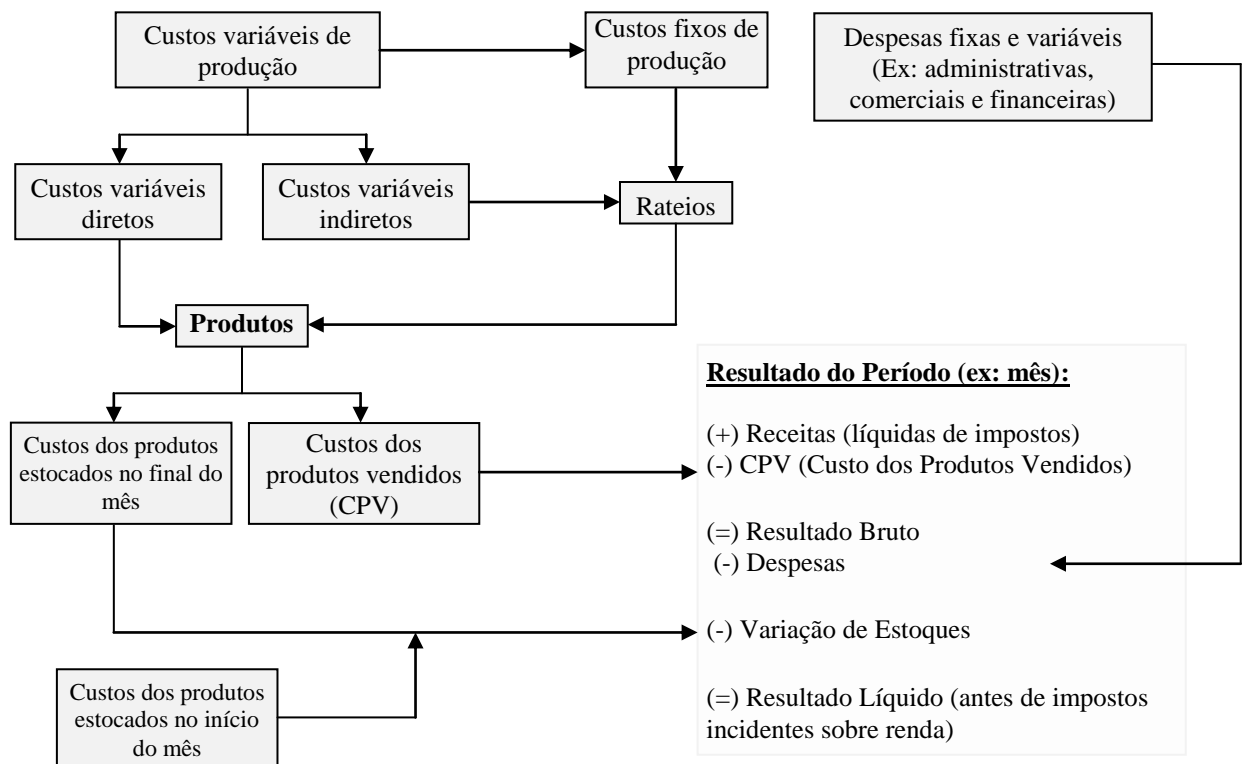 Custos variáveis de
produção
Custos fixos de
produção
Despesas fixas e variáveis
(Ex: administrativas,
comerciais e financeiras)
Custos variáveis
diretos
Custos variáveis
indiretos
Rateios
Produtos
Custos dos produtos
estocados no final do
mês
Custos dos
produtos vendidos
(CPV)
Resultado do Período (ex: mês):
(+) Receitas (líquidas de impostos)
(-) CPV (Custo dos Produtos Vendidos)
(=) Resultado Bruto
(-) Despesas
(-) Variação de Estoques
(=) Resultado Líquido (antes de impostos
incidentes sobre renda)
Custos dos produtos
estocados no início
do mês